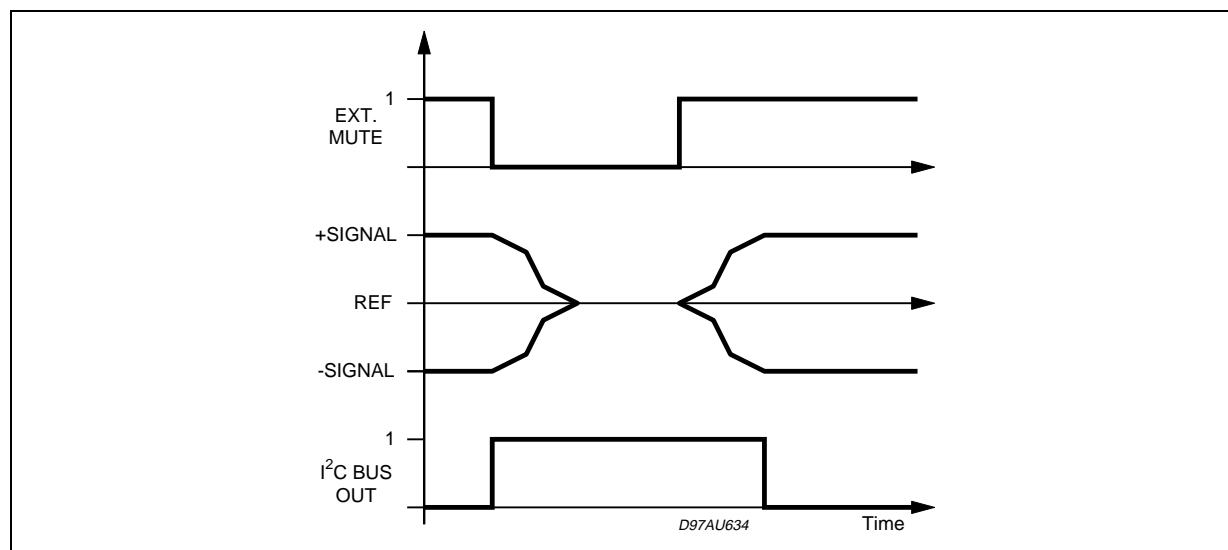 1
EXT.
MUTE
+SIGNAL
REF
-SIGNAL
1
I²C BUS
OUT
D97AU634
Time